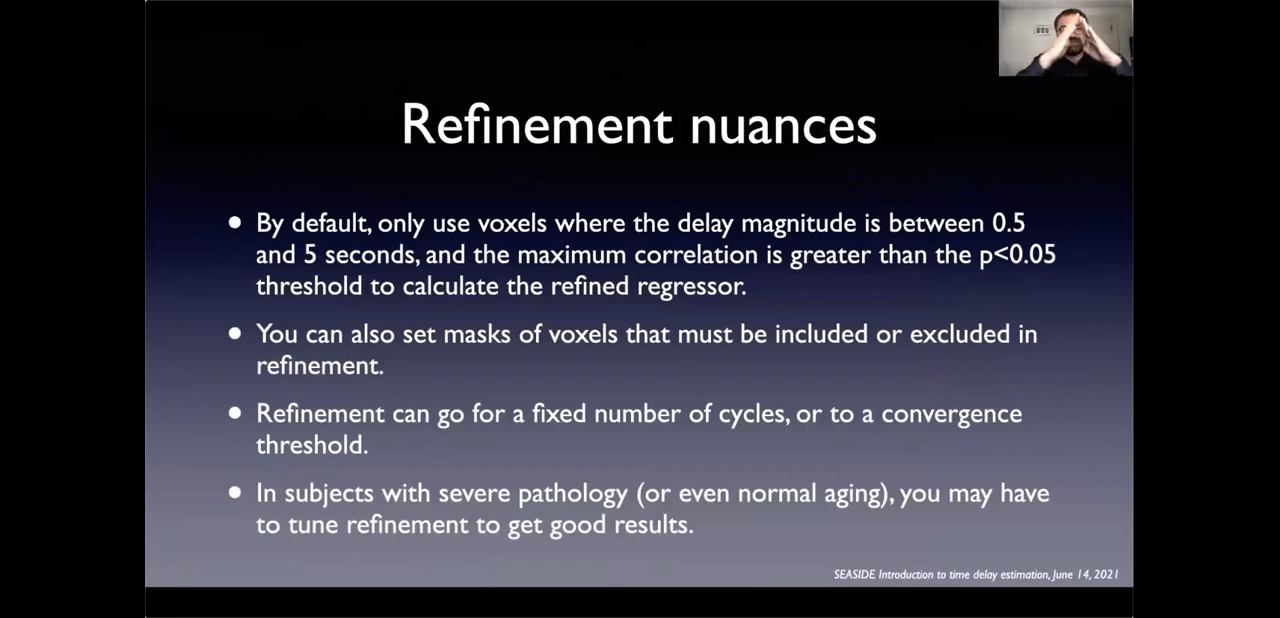 Refinement nuances
• By default, only use voxels where the delay magnitude is between 0.5
and 5 seconds, and the maximum correlation is greater than the p<0.05
threshold to calculate the refined regressor.
• You can also set masks of voxels that must be included or excluded in
refinement.
• Refinement can go for a fixed number of cycles, or to a convergence
threshold.
• In subjects with severe pathology (or even normal aging), you may have
to tune refinement to get good results.
SEASIDE Introduction to time delay estimation, June 14, 2021